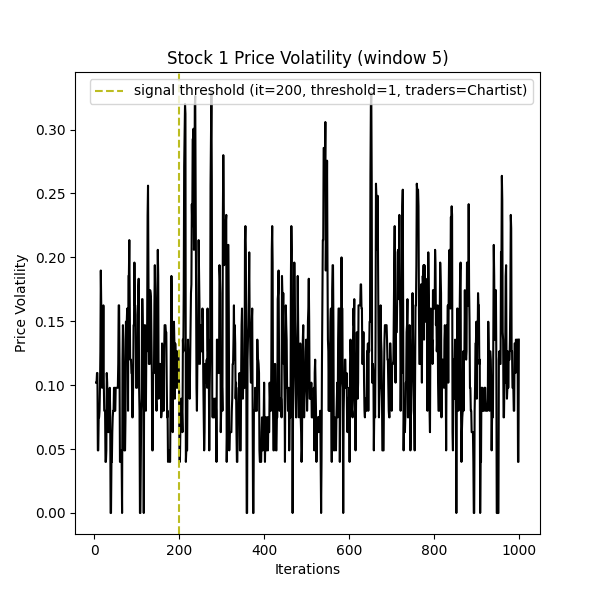 Stock 1 Price Volatility (window 5)
signal threshold (it=200, threshold=1, traders=Chartist)
Price Volatility
0.30
0.25
0.20
0.15
0.10
0.05
0.00
0 200 400 600 800 1000
Iterations